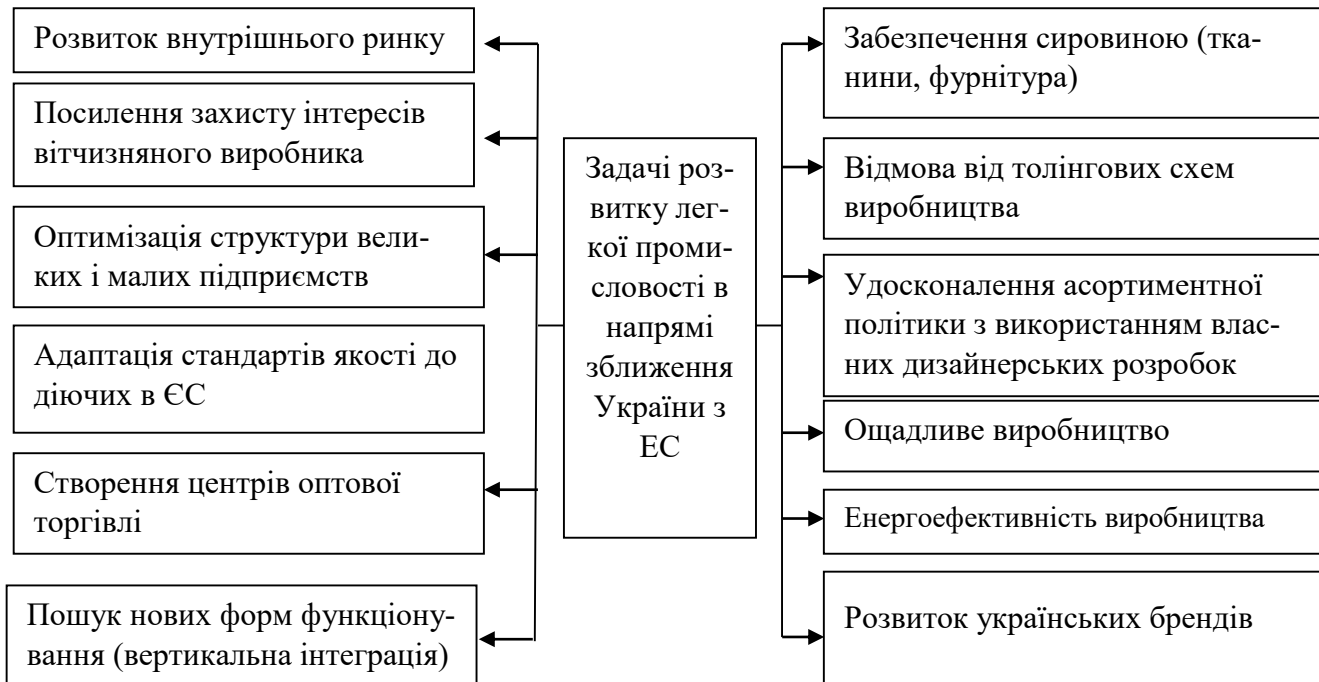 Розвиток внутрішнього ринку
Посилення захисту інтересів
вітчизняного виробника
Оптимізація структури вели-
ких і малих підприємств
Адаптація стандартів якості до
діючих в ЄС
Створення центрів оптової
торгівлі
Пошук нових форм функціону-
вання (вертикальна інтеграція)
Задачі роз-
витку лег-
кої проми-
словості в
напрямі
зближення
України з
ЕС
Забезпечення сировиною (тка-
нини, фурнітура)
Відмова від толінгових схем
виробництва
Удосконалення асортиментної
політики з використанням влас-
них дизайнерських розробок
Ощадливе виробництво
Енергоефективність виробництва
Розвиток українських брендів